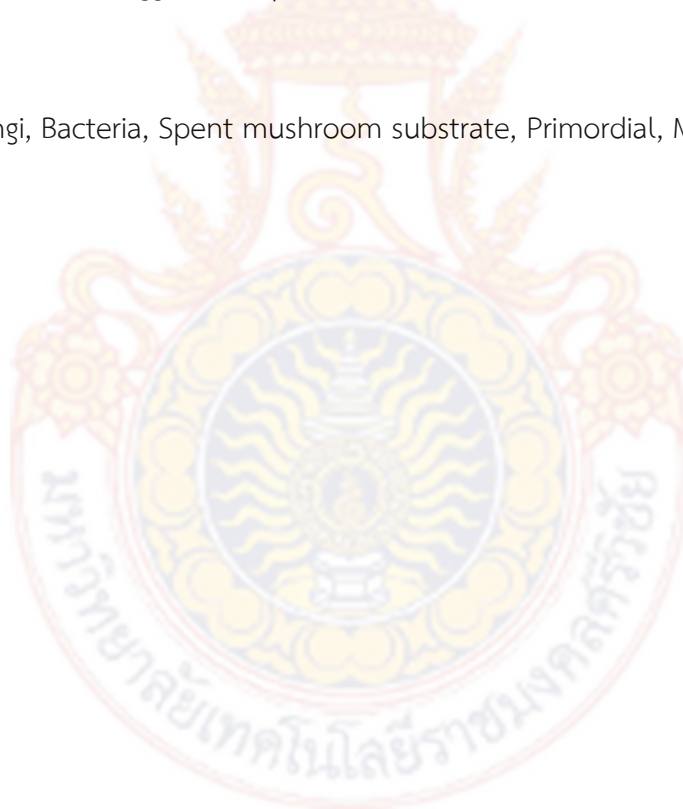 ngi, Bacteria, Spent mushroom substrate, Primordial,
มหาวิทยาลัยเทคโนโลยีราชมงคลศรีวิชัย